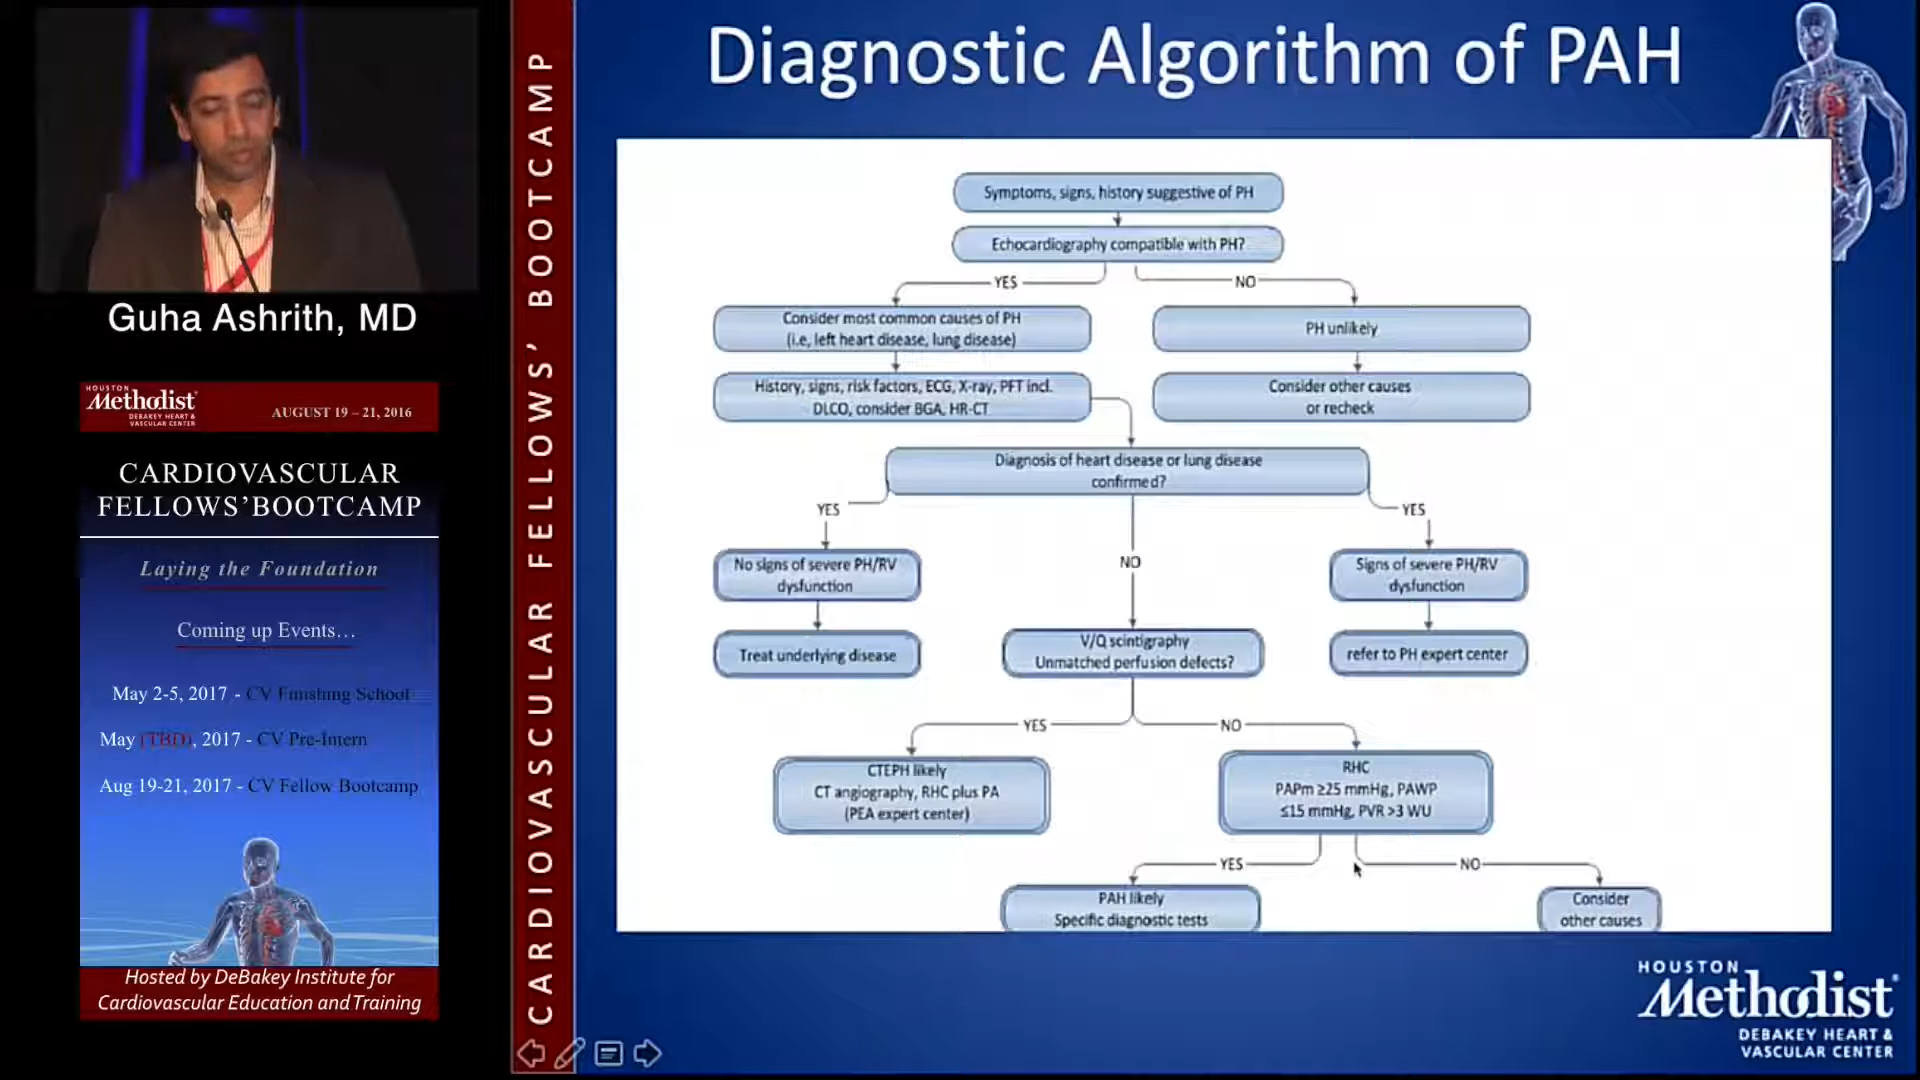 Guha Ashrith, MD
HOUSTON
Methodist
DEBAKEY HEART &
VASCULAR CENTER
AUGUST 19 – 21, 2016
CARDIOVASCULAR
FELLOWS'BOOTCAMP
Laying the Foundation
Coming up Events…
May 2-5, 2017 - CV Finishing School
May (TBD), 2017 - CV Pre-Intern
Aug 19-21, 2017 - CV Fellow Bootcamp
Hosted by DeBakey Institute for
Cardiovascular Education and Training
CARDIOVASCULAR FELLOWS' BOOTCAMP
Diagnostic Algorithm of PAH
Symptoms, signs, history suggestive of PH
Echocardiography compatible with PH?
YES
NO
Consider most common causes of PH
(i.e, left heart disease, lung disease)
PH unlikely
History, signs, risk factors, ECG, X-ray, PFT incl.
DLCO, consider BGA, HR-CT
Consider other causes
or recheck
Diagnosis of heart disease or lung disease
confirmed?
YES
NO
YES
No signs of severe PH/RV
dysfunction
Signs of severe PH/RV
dysfunction
Treat underlying disease
V/Q scintigraphy
Unmatched perfusion defects?
refer to PH expert center
YES
NO
CTEPH likely
CT angiography, RHC plus PA
(PEA expert center)
RHC
PAPm ≥25 mmHg, PAWP
≤15 mmHg, PVR >3 WU
YES
NO
PAH likely
Specific diagnostic tests
Consider
other causes
HOUSTON
Methodist
DEBAKEY HEART &
VASCULAR CENTER